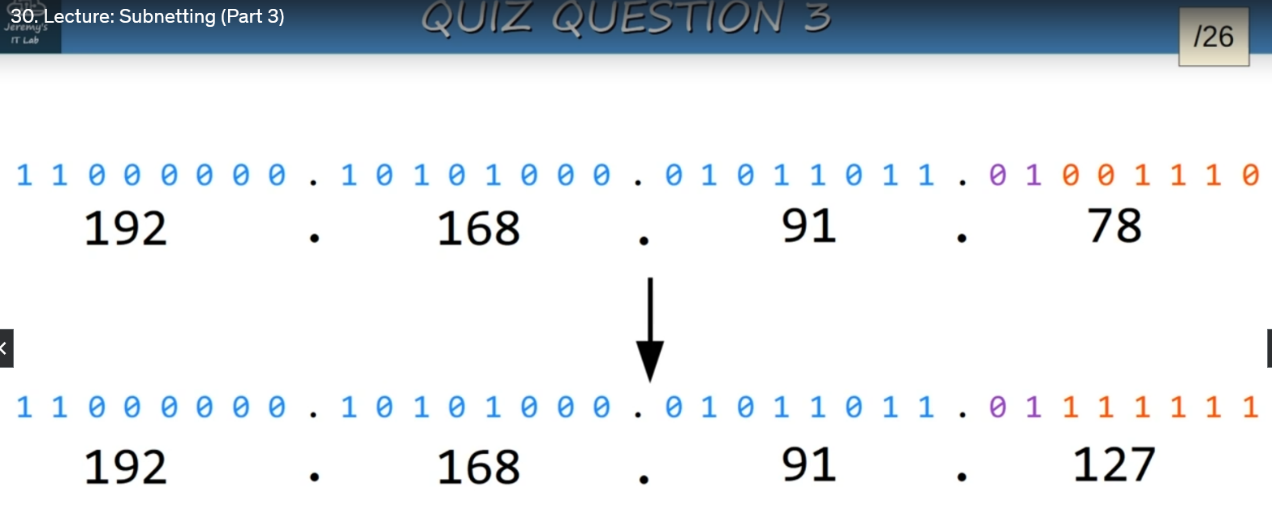 30. Lecture: Subnetting (Part 3)
Jeremy's
IT Lab
QUIZ QUESTION 3
/26
1 1 0 0 0 0 0 0 . 1 0 1 0 1 0 0 0 . 0 1 0 1 1 0 1 1 . 0 1 0 0 1 1 1 0
192 . 168 . 91 . 78
1 1 0 0 0 0 0 0 . 1 0 1 0 1 0 0 0 . 0 1 0 1 1 0 1 1 . 0 1 1 1 1 1 1 1
192 . 168 . 91 . 127